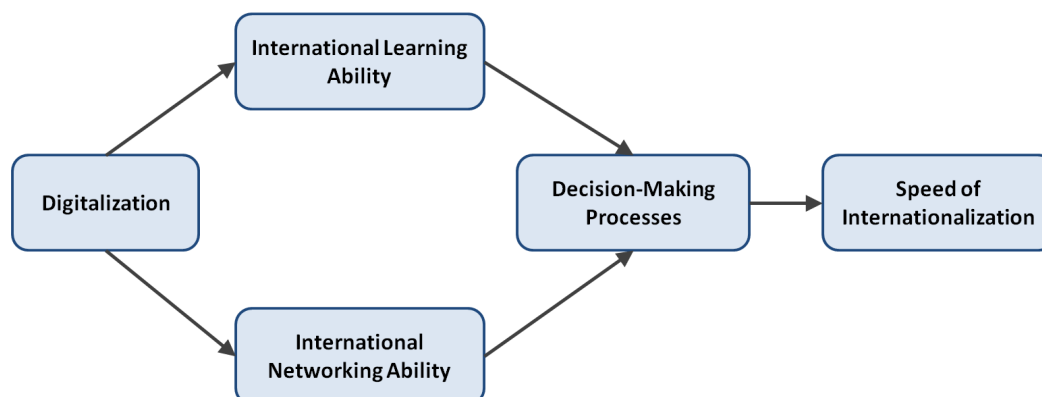 International Learning
Ability
Digitalization
Decision-Making
Processes
Speed of
Internationalization
International
Networking Ability